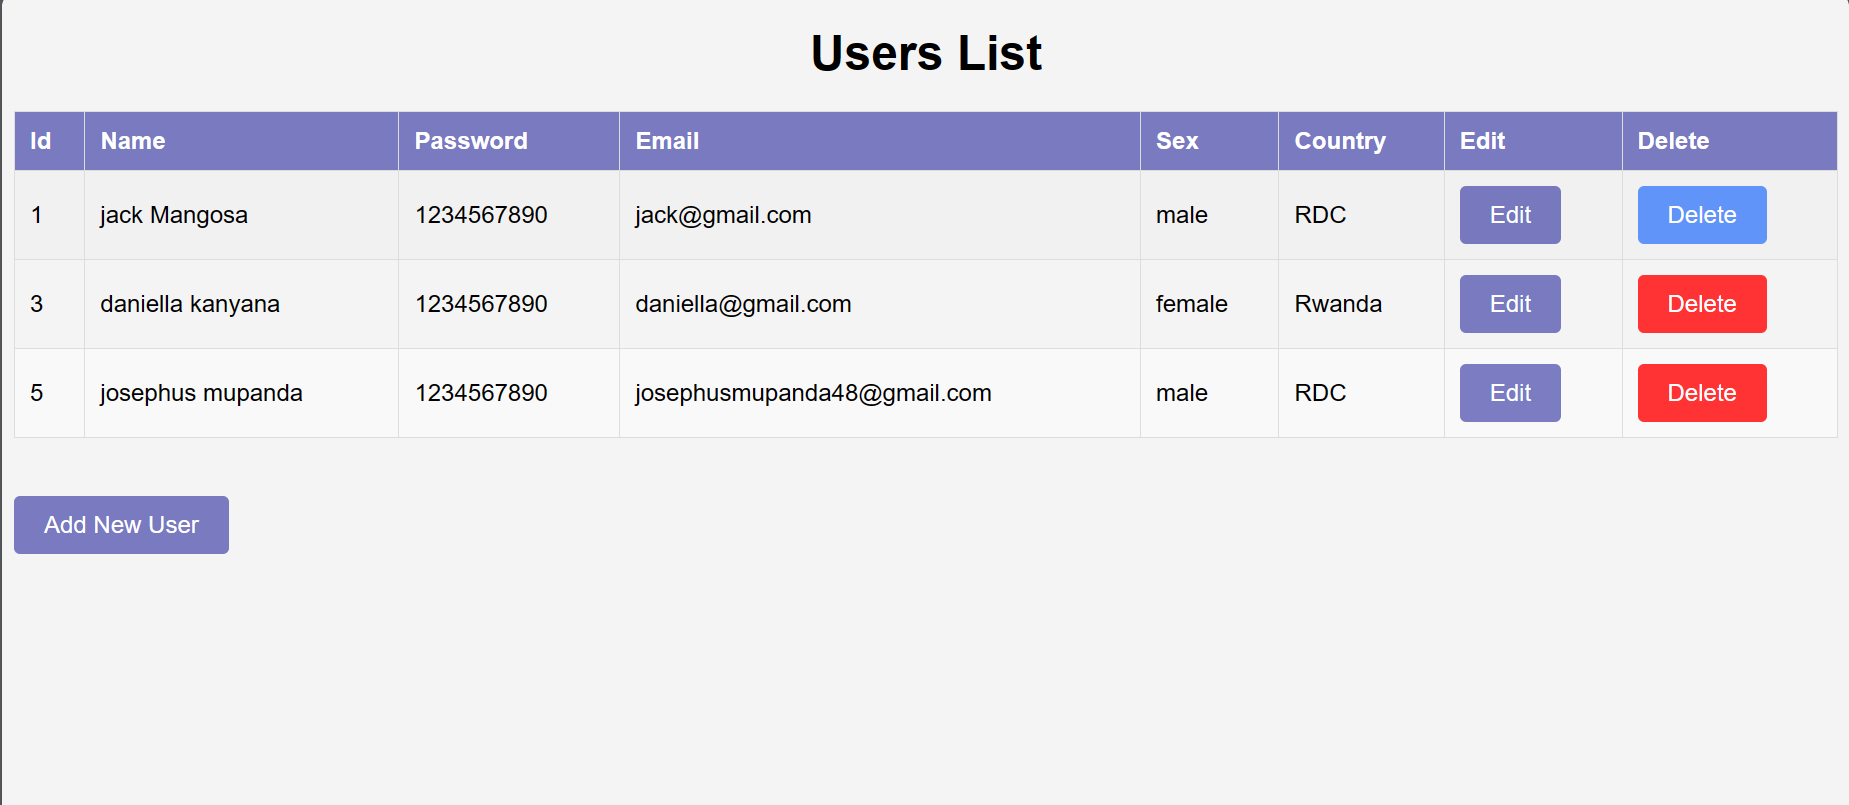 Users List
Id Name Password Email Sex Country Edit Delete
1 jack Mangosa 1234567890 jack@gmail.com male RDC Edit Delete
3 daniella kanyana 1234567890 daniella@gmail.com female Rwanda Edit Delete
5 josephus mupanda 1234567890 josephusmupanda48@gmail.com male RDC Edit Delete
Add New User